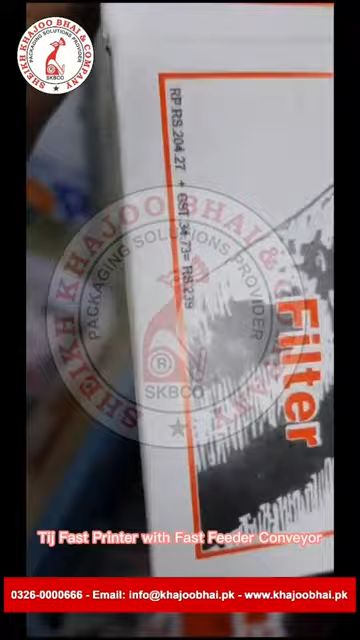 SHEIKH KHAJOO BHAI & COMPANY
PACKAGING SOLUTIONS PROVIDER
SKBCO
RP RS.204.27 + GST 34.73= RS.239
Filter
SHEIKH KHAJOO BHAI & COMPANY
PACKAGING SOLUTIONS PROVIDER
R
SKBCO
Tij Fast Printer with Fast Feeder Conveyor
0326-0000666 - Email: info@khajoobhai.pk - www.khajoobhai.pk